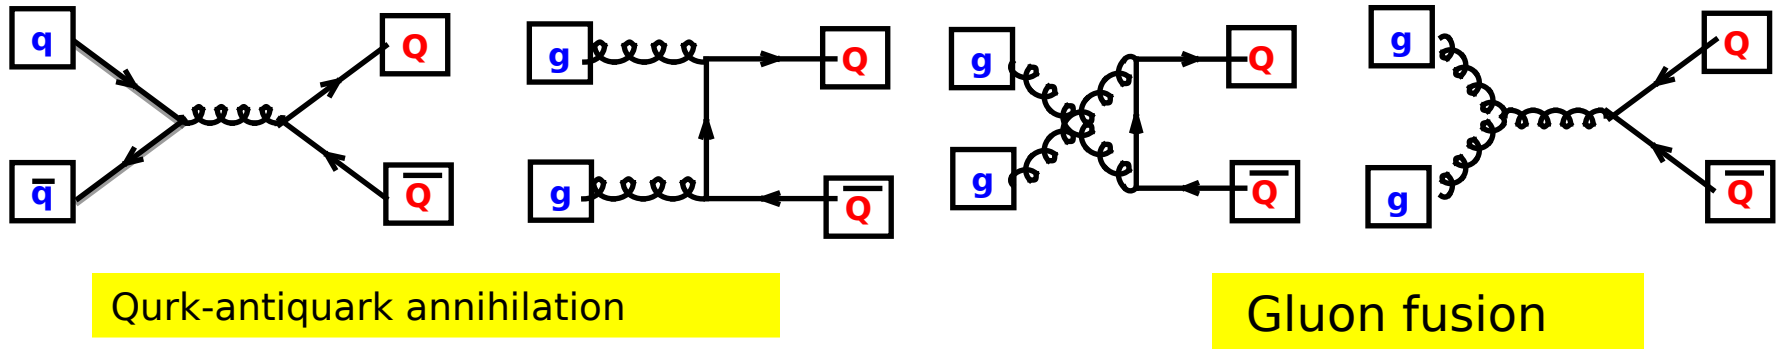 q Q g Q g Q g Q
q̅ Q̅ g Q̅ g Q̅ g Q̅
Qurk-antiquark annihilation
Gluon fusion